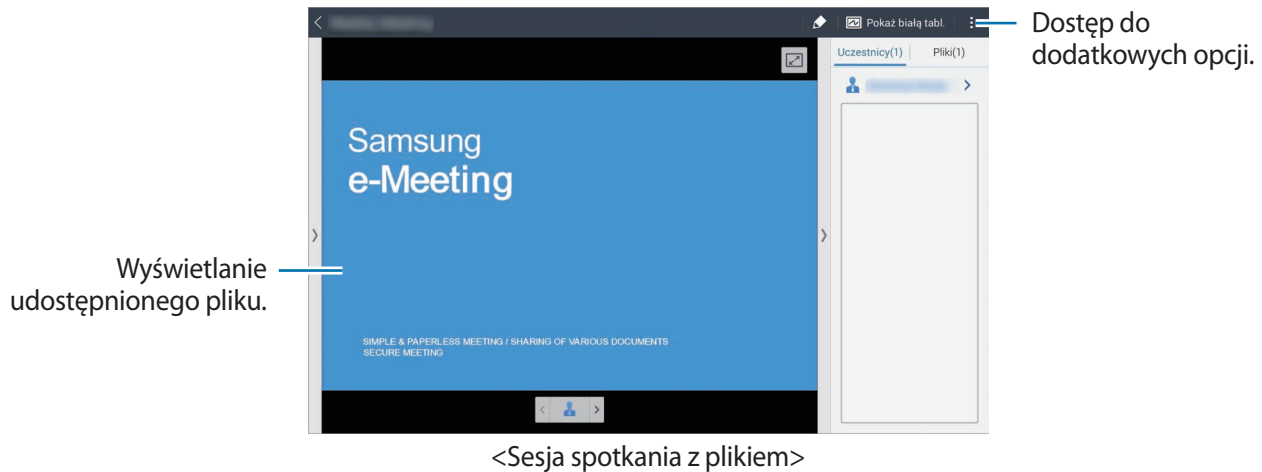 Pokaż białą tabl.
Dostęp do
dodatkowych opcji.
Uczestnicy(1)
Pliki(1)
Samsung
e-Meeting
Wyświetlanie
udostępnionego pliku.
SIMPLE & PAPERLESS MEETING / SHARING OF VARIOUS DOCUMENTS
SECURE MEETING
<Sesja spotkania z plikiem>